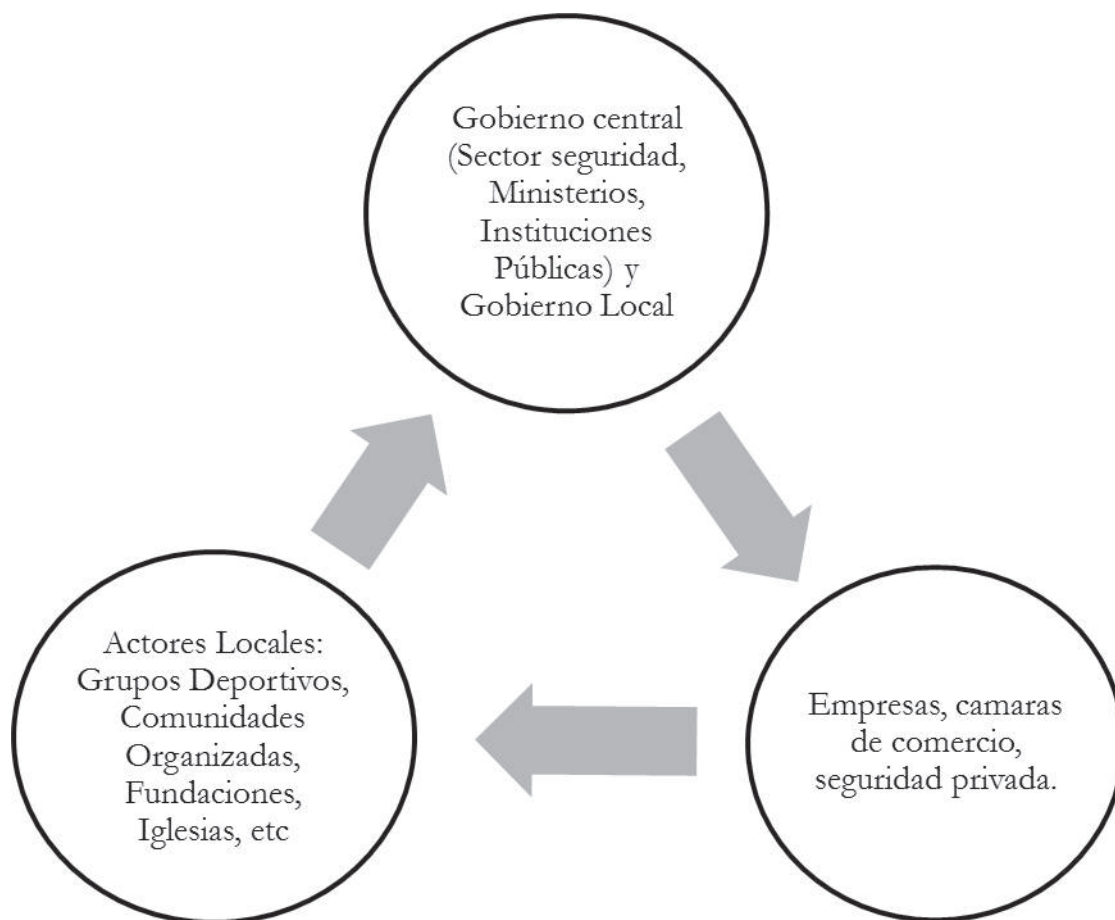 Gobierno central
(Sector seguridad,
Ministerios,
Instituciones
Públicas) y
Gobierno Local
Actores Locales:
Grupos Deportivos,
Comunidades
Organizadas,
Fundaciones,
Iglesias, etc
Empresas, camaras
de comercio,
seguridad privada.